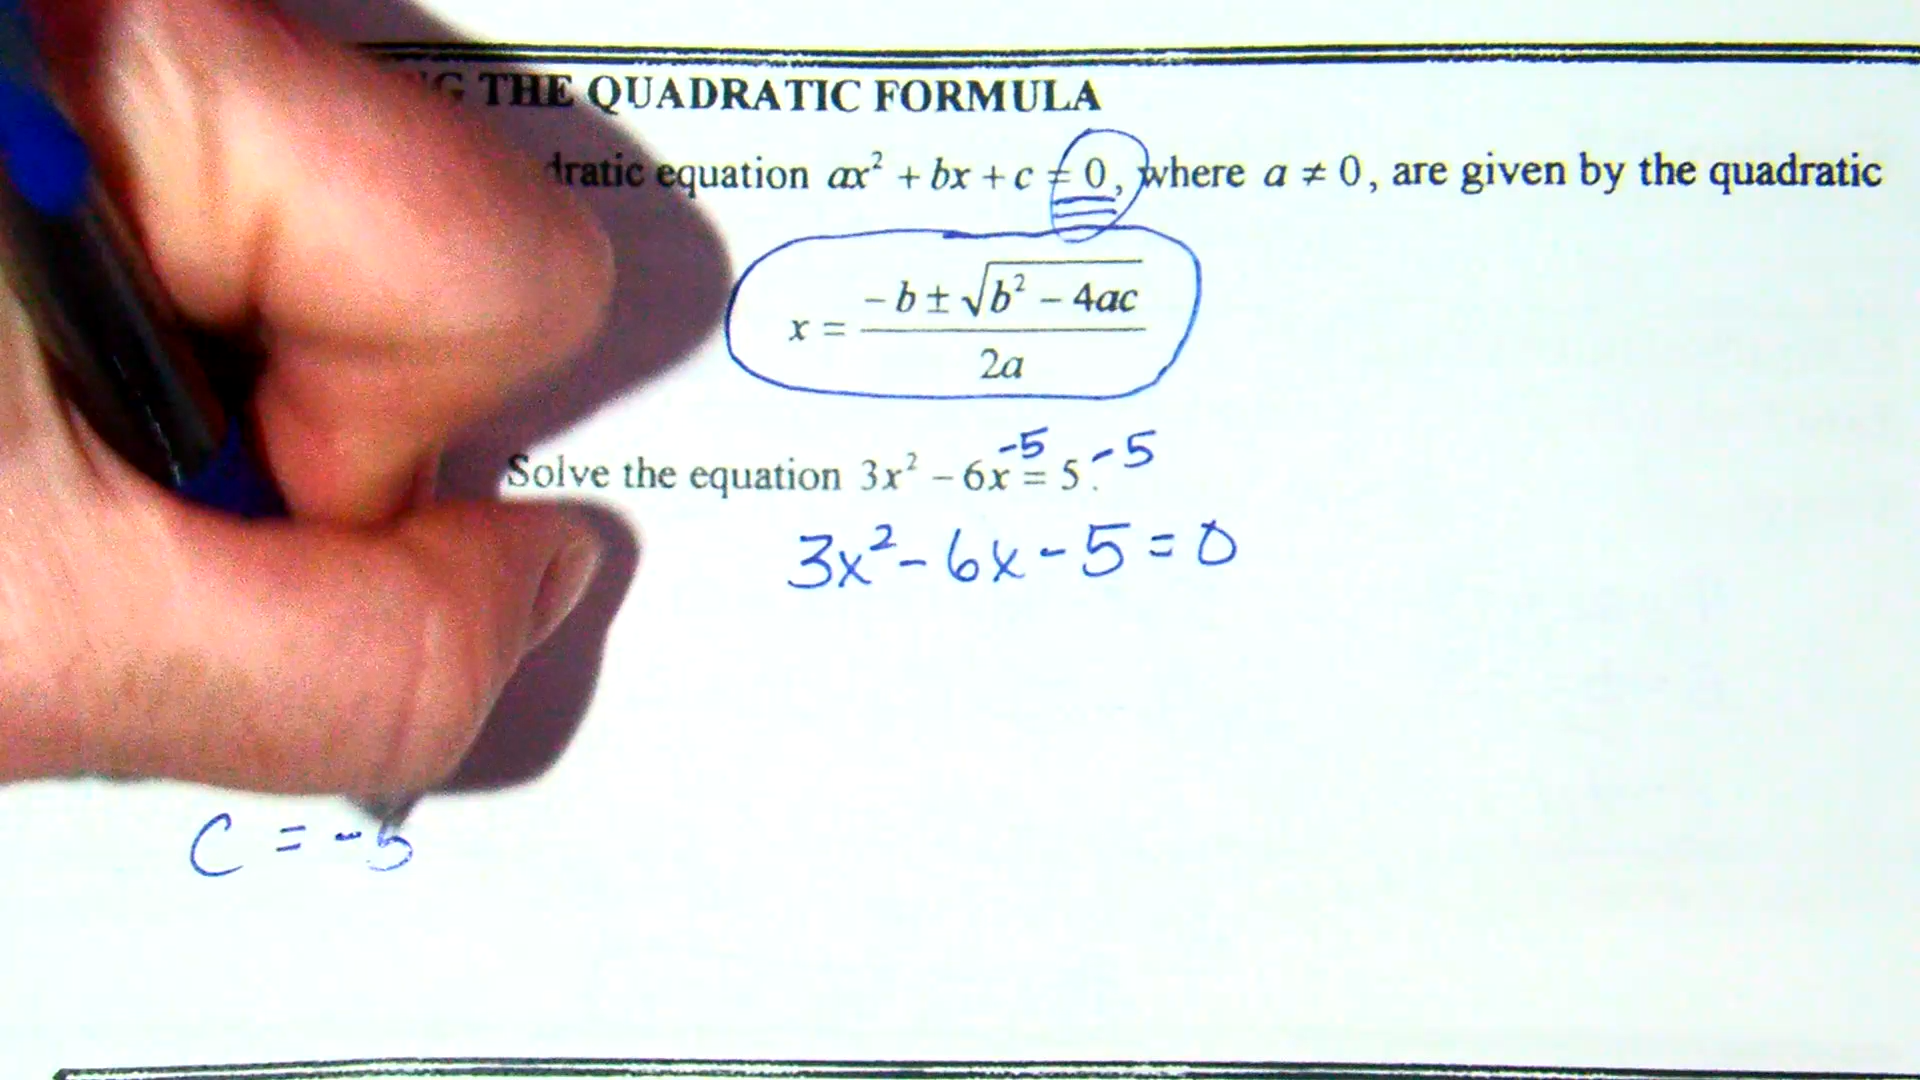 THE QUADRATIC FORMULA
equation ax² + bx + c = 0, where a ≠ 0, are given by the quadratic
x = (-b ± √(b² - 4ac)) / 2a
-5 -5
Solve the equation 3x² - 6x = 5.
3x² - 6x - 5 = 0
C = -5